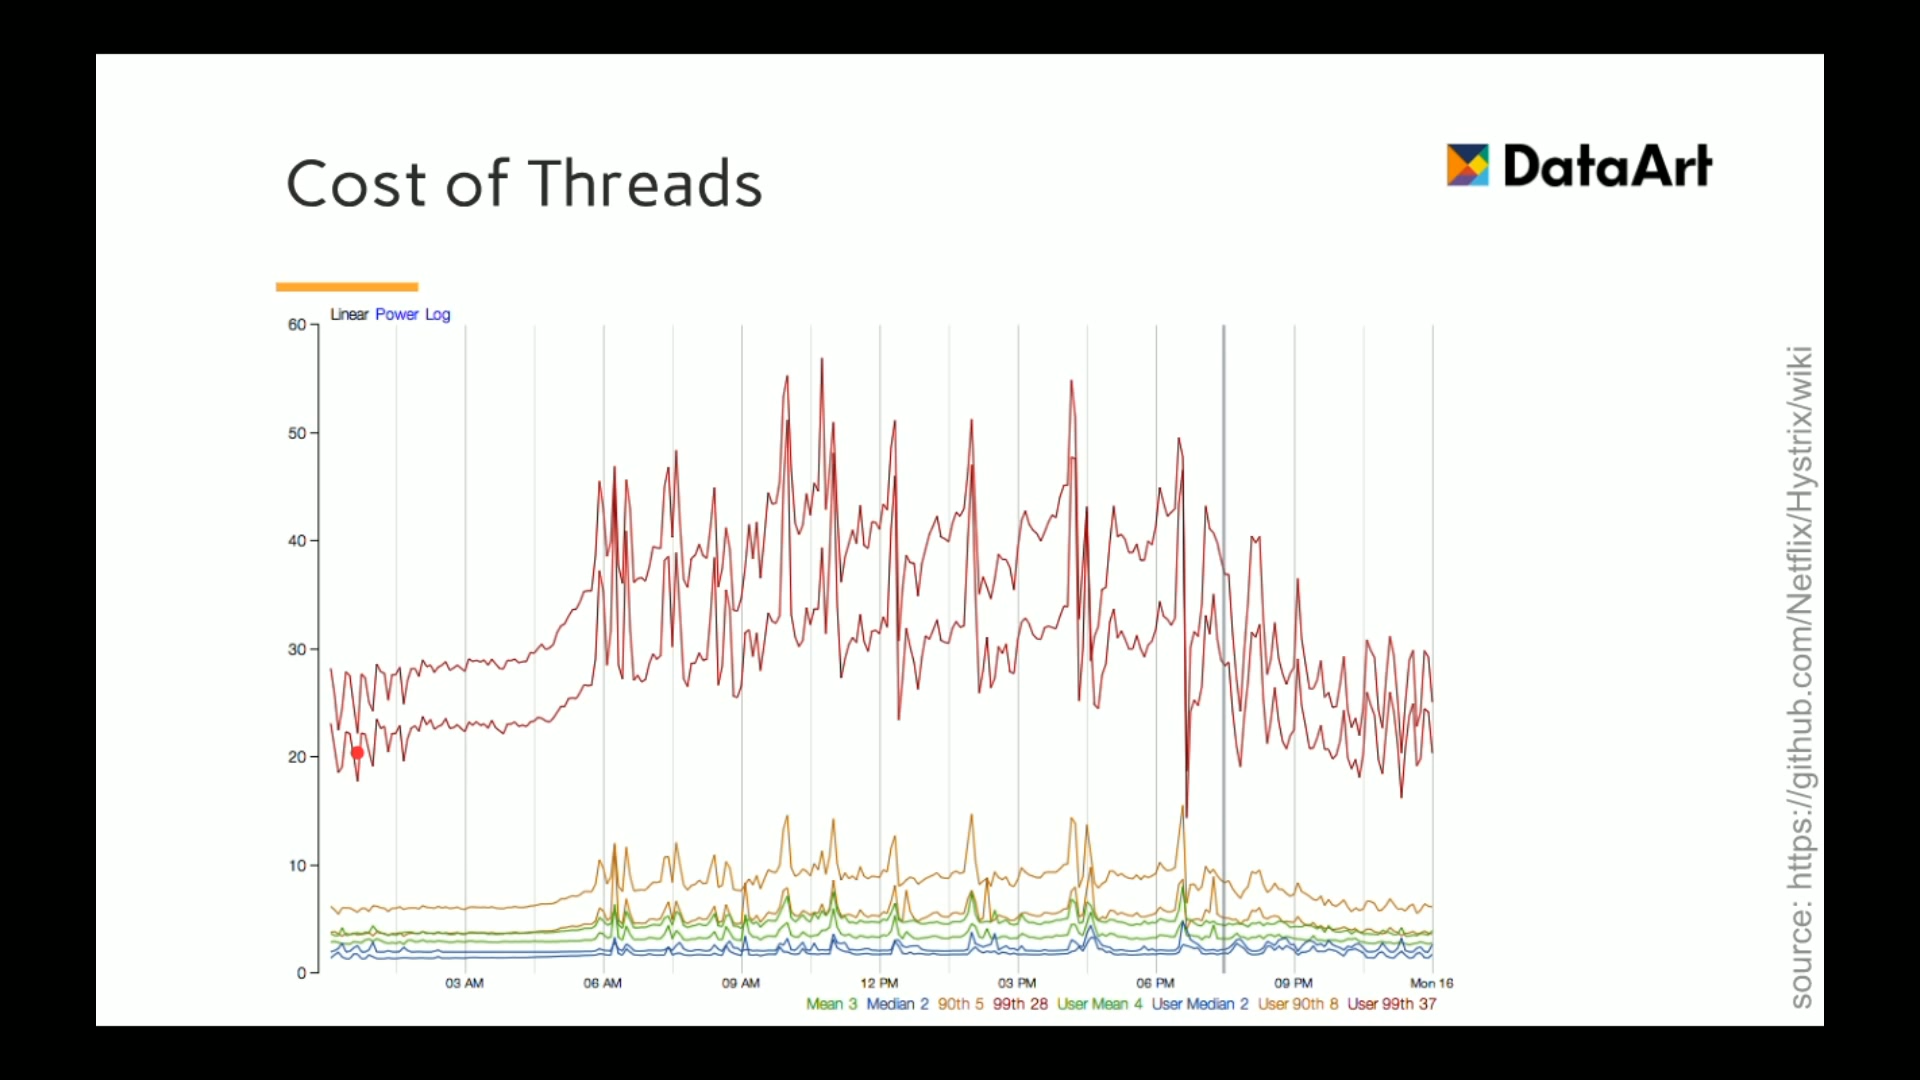 Cost of Threads
DataArt
Linear Power Log
60
50
40
30
20
10
0
03 AM 06 AM 09 AM 12 PM 03 PM 06 PM 09 PM Mon 16
Mean 3 Median 2 90th 5 99th 28 User Mean 4 User Median 2 User 90th 8 User 99th 37
source: https://github.com/Netflix/Hystrix/wiki